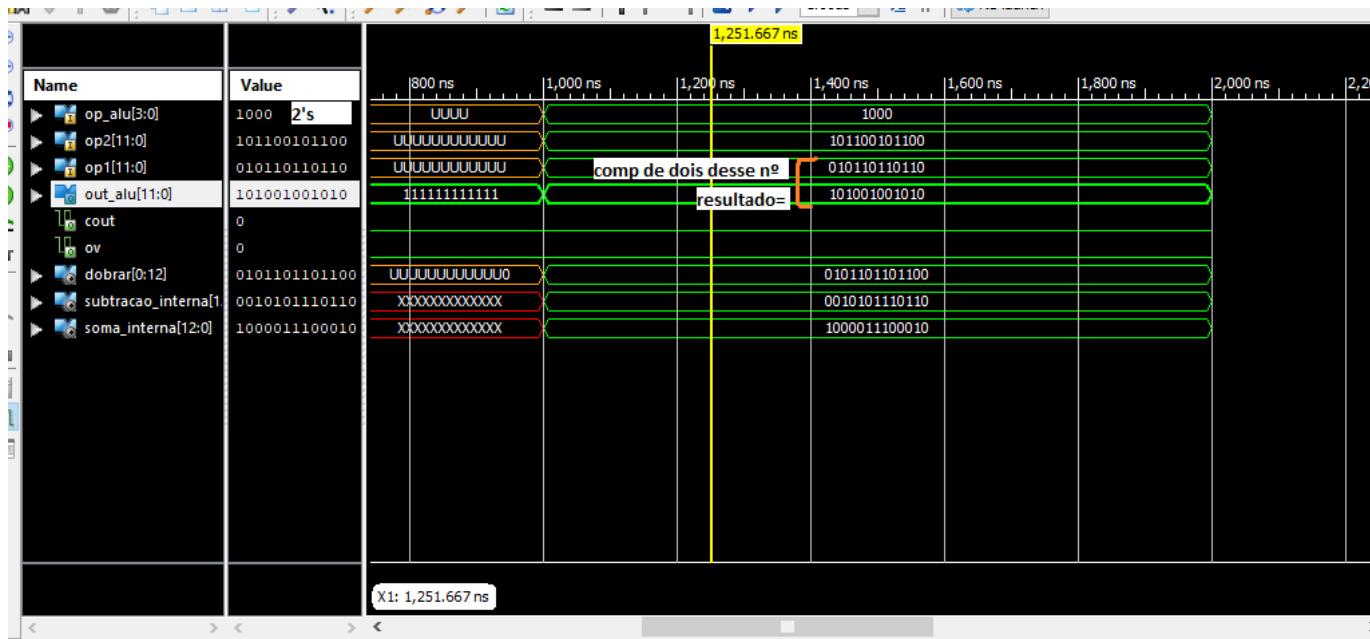 1,251.667 ns
Name Value 800 ns 1,000 ns 1,200 ns 1,400 ns 1,600 ns 1,800 ns 2,000 ns
op_alu[3:0] 1000 2's UUUU 1000
op2[11:0] 101100101100 UUUUUUUUUUUU 101100101100
op1[11:0] 010110110110 UUUUUUUUUUUU comp de dois desse nº 010110110110
out_alu[11:0] 101001001010 111111111111 resultado= 101001001010
cout 0
ov 0
dobrar[0:12] 0101101101100 UUUUUUUUUUUU0 0101101101100
subtracao_interna[1 0010101110110 XXXXXXXXXXXXX 0010101110110
soma_interna[12:0] 1000011100010 XXXXXXXXXXXXX 1000011100010
X1: 1,251.667 ns